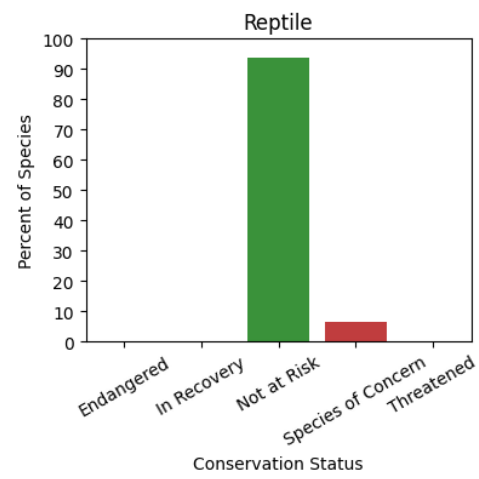 Reptile
Percent of Species
100
90
80
70
60
50
40
30
20
10
0
Endangered
In Recovery
Not at Risk
Species of Concern
Threatened
Conservation Status